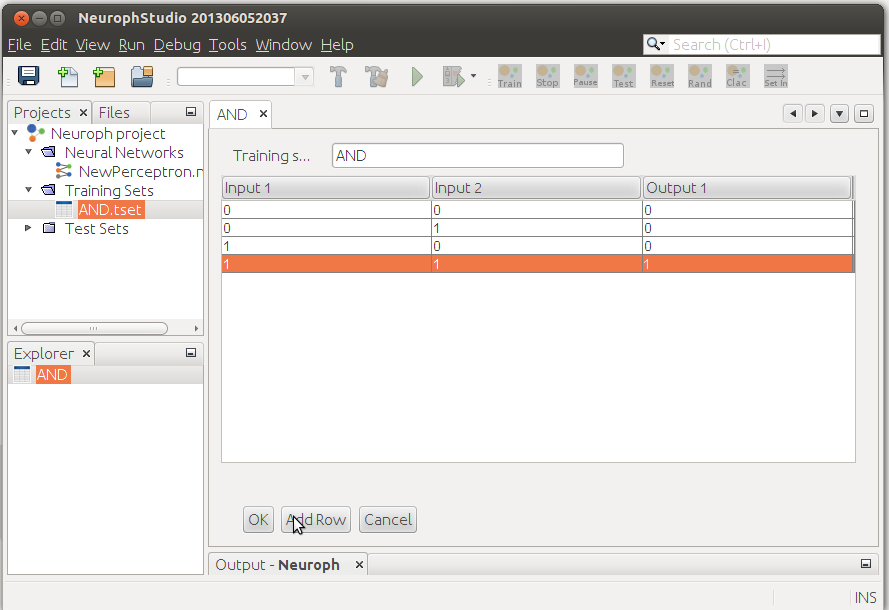 NeurophStudio 201306052037
File Edit View Run Debug Tools Window Help
Search (Ctrl+I)
Train Stop Pause Test Reset Rand Clac Set In
Projects Files
AND
Neuroph project
Neural Networks
NewPerceptron.n
Training Sets
AND.tset
Test Sets
Training s... AND
Input 1 Input 2 Output 1
0 0 0
0 1 0
1 0 0
1 1 1
Explorer
AND
OK Add Row Cancel
Output - Neuroph
INS